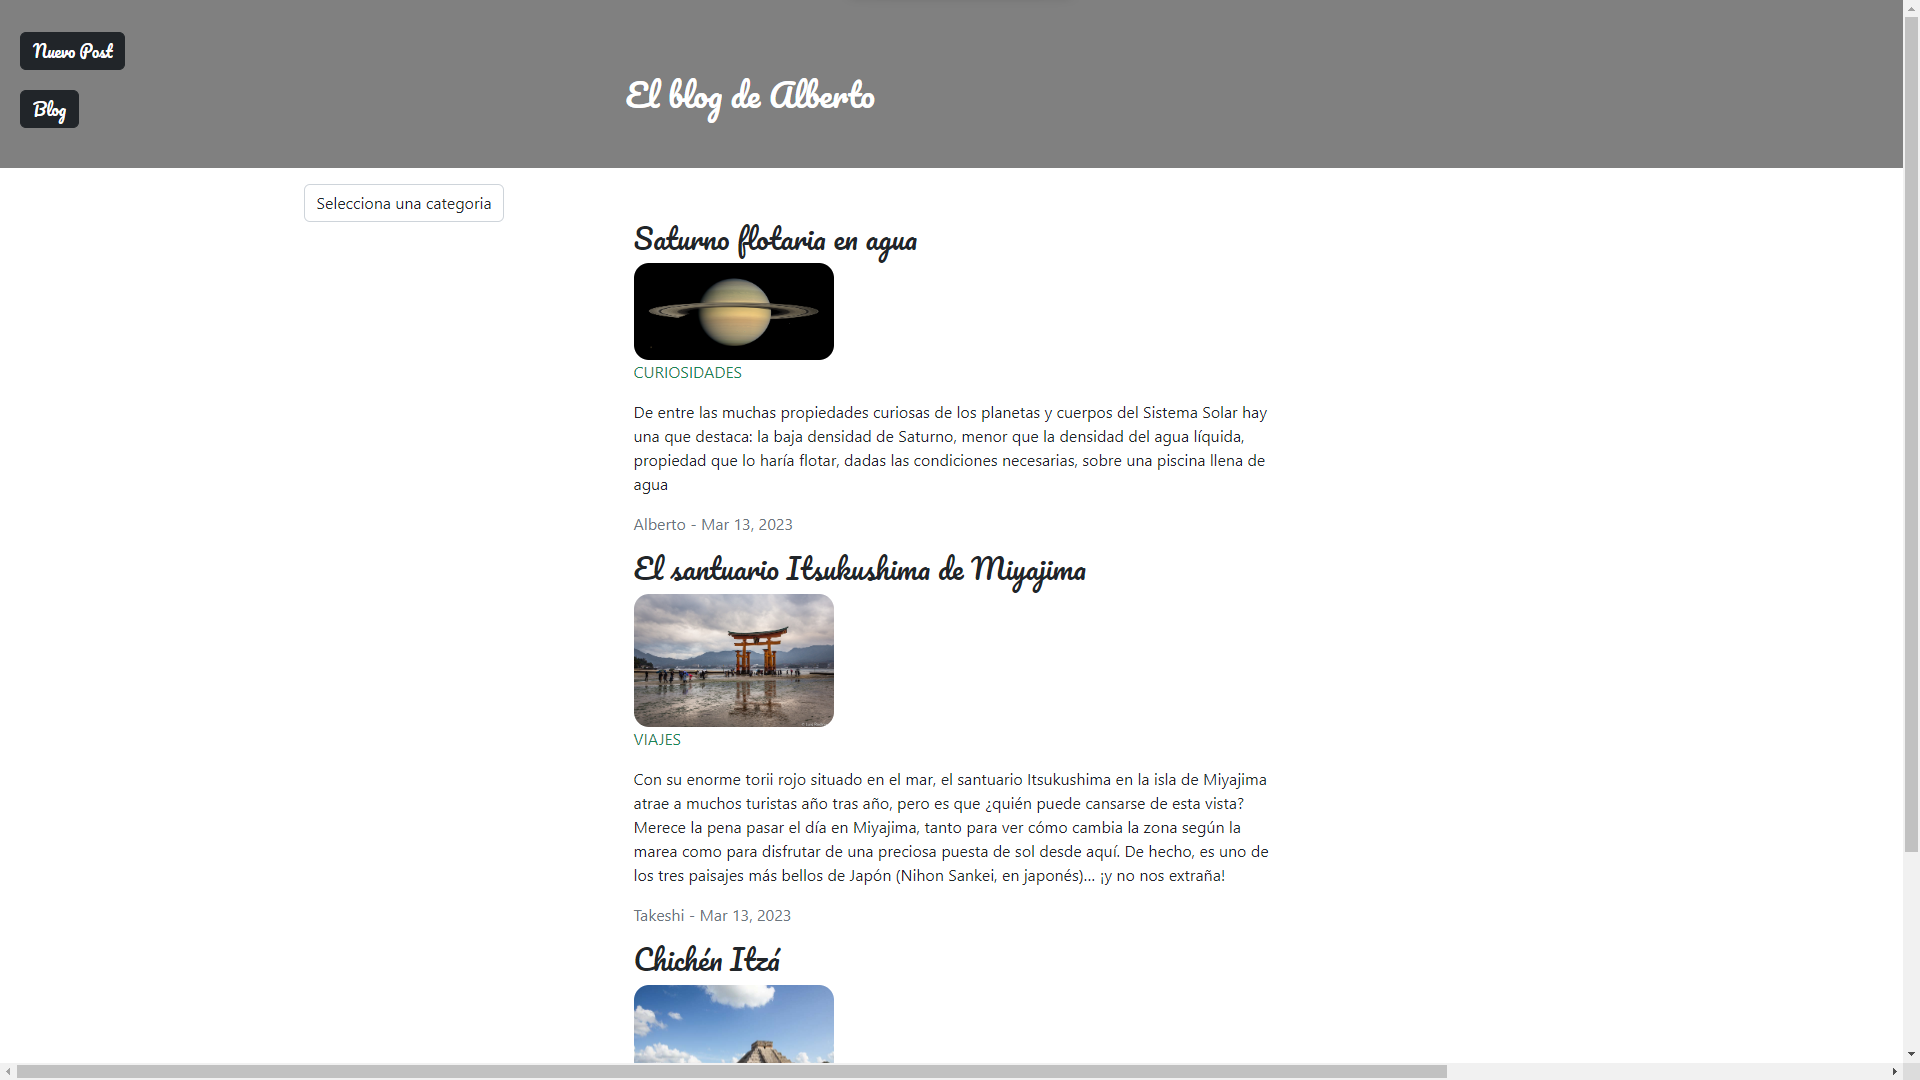 Nuevo Post
Blog
El blog de Alberto
Selecciona una categoria
Saturno flotaria en agua
CURIOSIDADES
De entre las muchas propiedades curiosas de los planetas y cuerpos del Sistema Solar hay
una que destaca: la baja densidad de Saturno, menor que la densidad del agua líquida,
propiedad que lo haría flotar, dadas las condiciones necesarias, sobre una piscina llena de
agua
Alberto - Mar 13, 2023
El santuario Itsukushima de Miyajima
VIAJES
Con su enorme torii rojo situado en el mar, el santuario Itsukushima en la isla de Miyajima
atrae a muchos turistas año tras año, pero es que ¿quién puede cansarse de esta vista?
Merece la pena pasar el día en Miyajima, tanto para ver cómo cambia la zona según la
marea como para disfrutar de una preciosa puesta de sol desde aquí. De hecho, es uno de
los tres paisajes más bellos de Japón (Nihon Sankei, en japonés)... ¡y no nos extraña!
Takeshi - Mar 13, 2023
Chichén Itzá